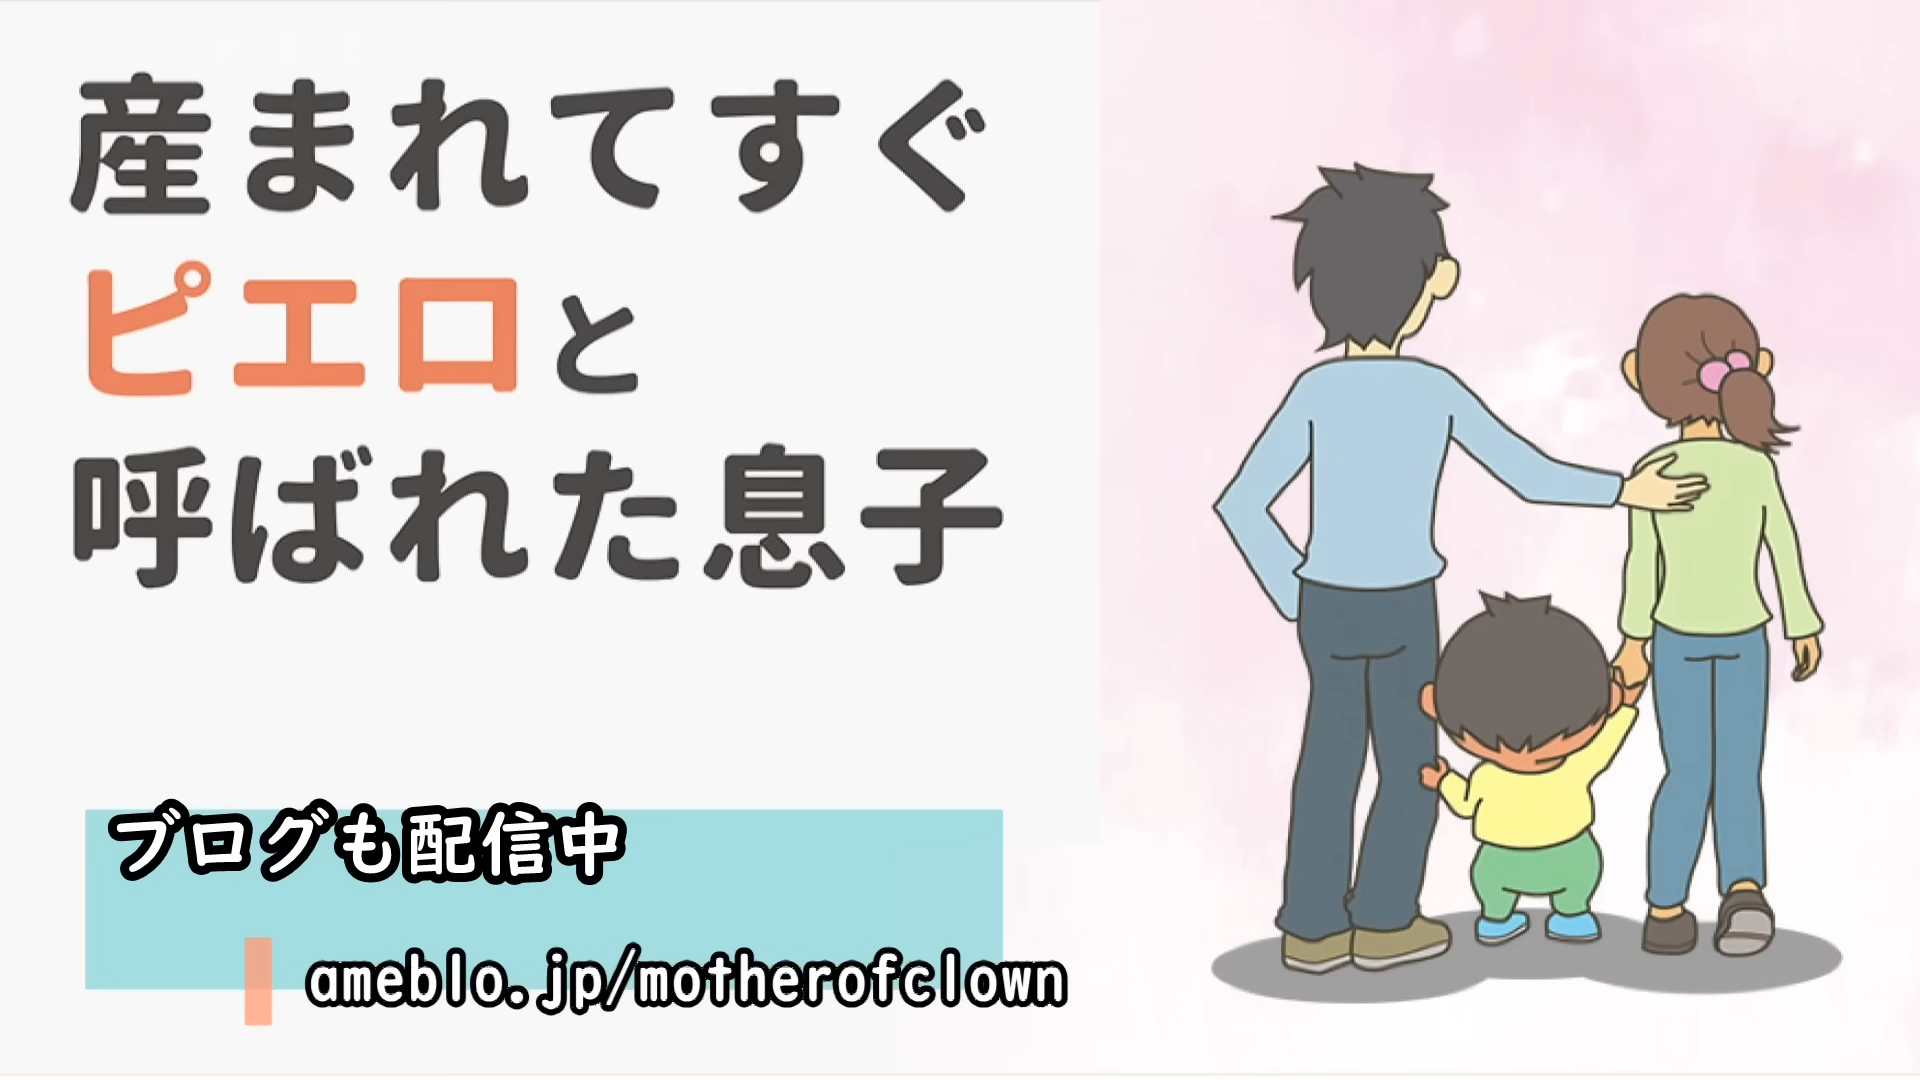 産まれてすぐ
ピエロと
呼ばれた息子
ブログも配信中
ameblo.jp/motherofclown